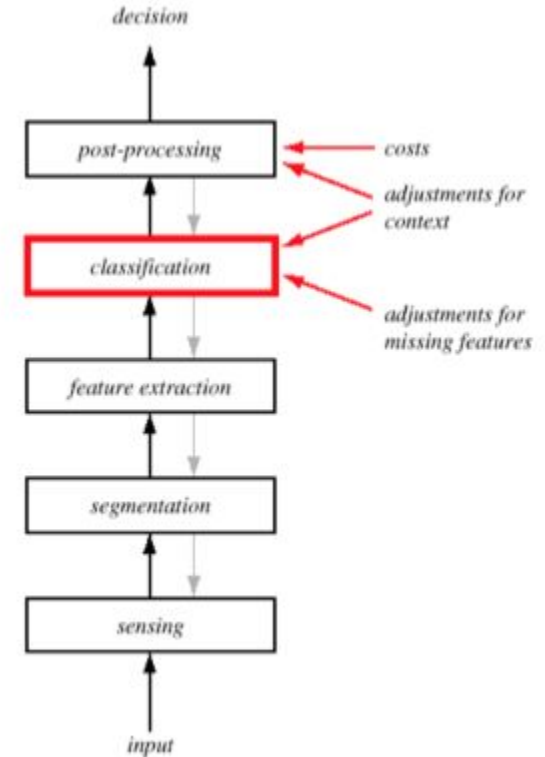 decision
post-processing
costs
adjustments for
context
classification
adjustments for
missing features
feature extraction
segmentation
sensing
input